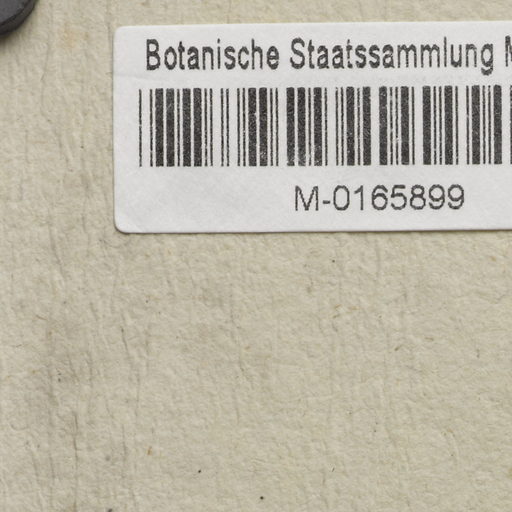 Botanische Staatssammlung
M-0165899